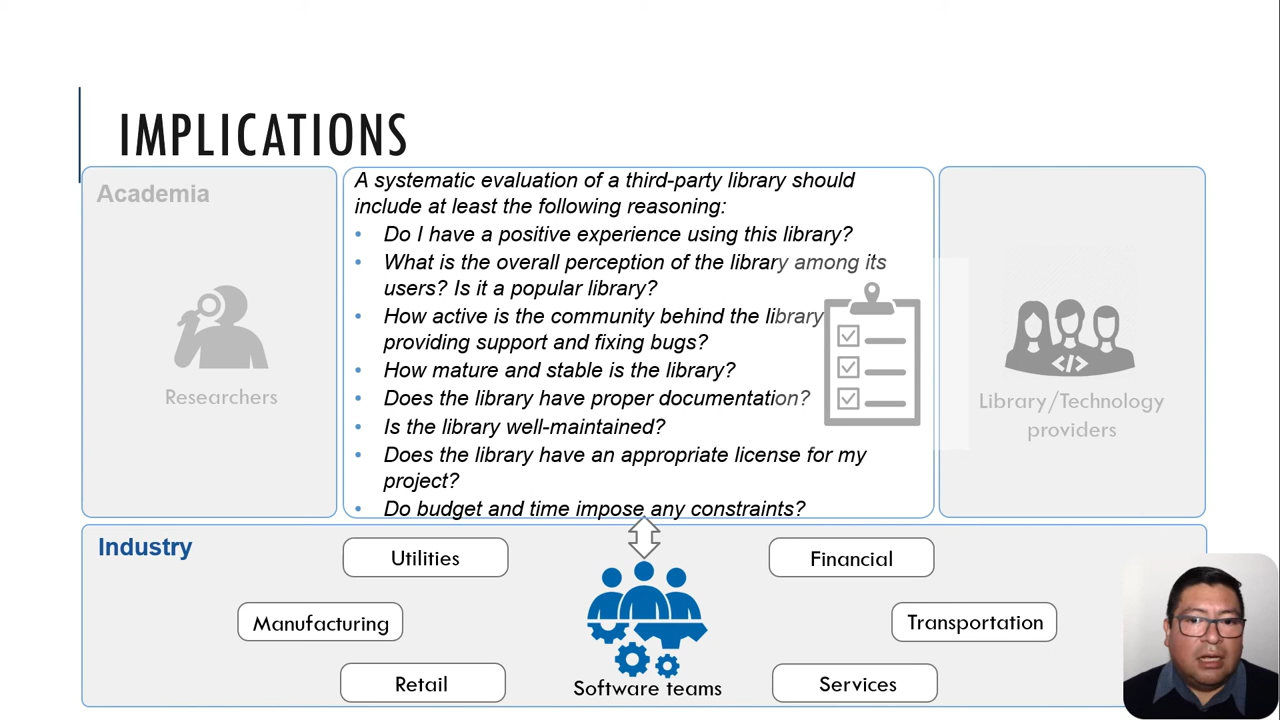 IMPLICATIONS
Academia
Researchers
A systematic evaluation of a third-party library should
include at least the following reasoning:
• Do I have a positive experience using this library?
• What is the overall perception of the library among its
users? Is it a popular library?
• How active is the community behind the library
providing support and fixing bugs?
• How mature and stable is the library?
• Does the library have proper documentation?
• Is the library well-maintained?
• Does the library have an appropriate license for my
project?
• Do budget and time impose any constraints?
Library/Technology
providers
Industry
Utilities
Financial
Manufacturing
Transportation
Retail
Software teams
Services